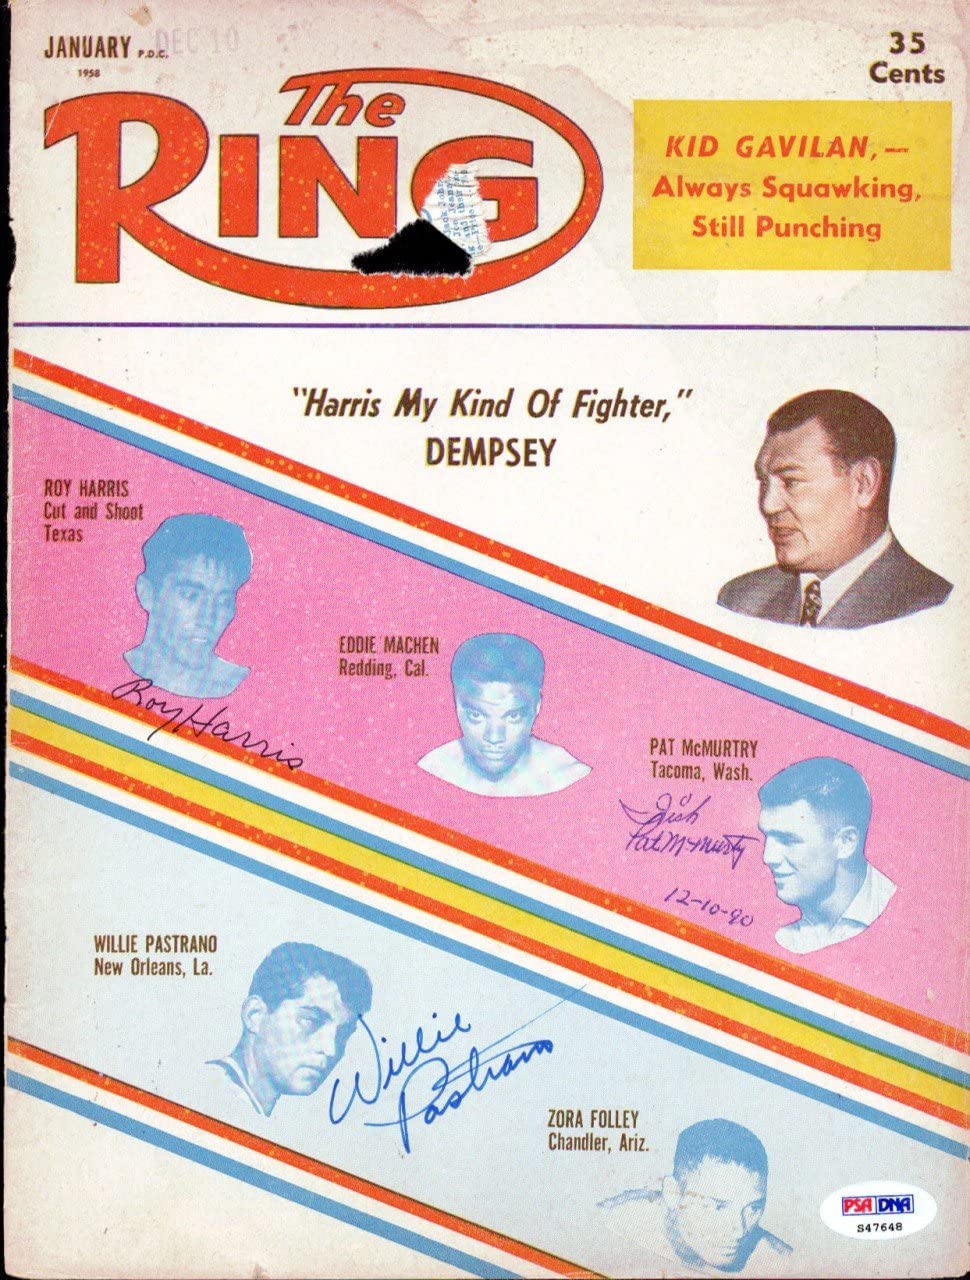 JANUARY P.D.C.
DEC 10
1958
35
Cents
The
RING
KID GAVILAN,—
Always Squawking,
Still Punching
"Harris My Kind Of Fighter,"
DEMPSEY
ROY HARRIS
Cut and Shoot
Texas
Roy Harris
EDDIE MACHEN
Redding, Cal.
PAT McMURTRY
Tacoma, Wash.
"Irish"
Pat McMurtry
12-10-90
WILLIE PASTRANO
New Orleans, La.
Willie
Pastrano
ZORA FOLLEY
Chandler, Ariz.
PSA DNA
S47648